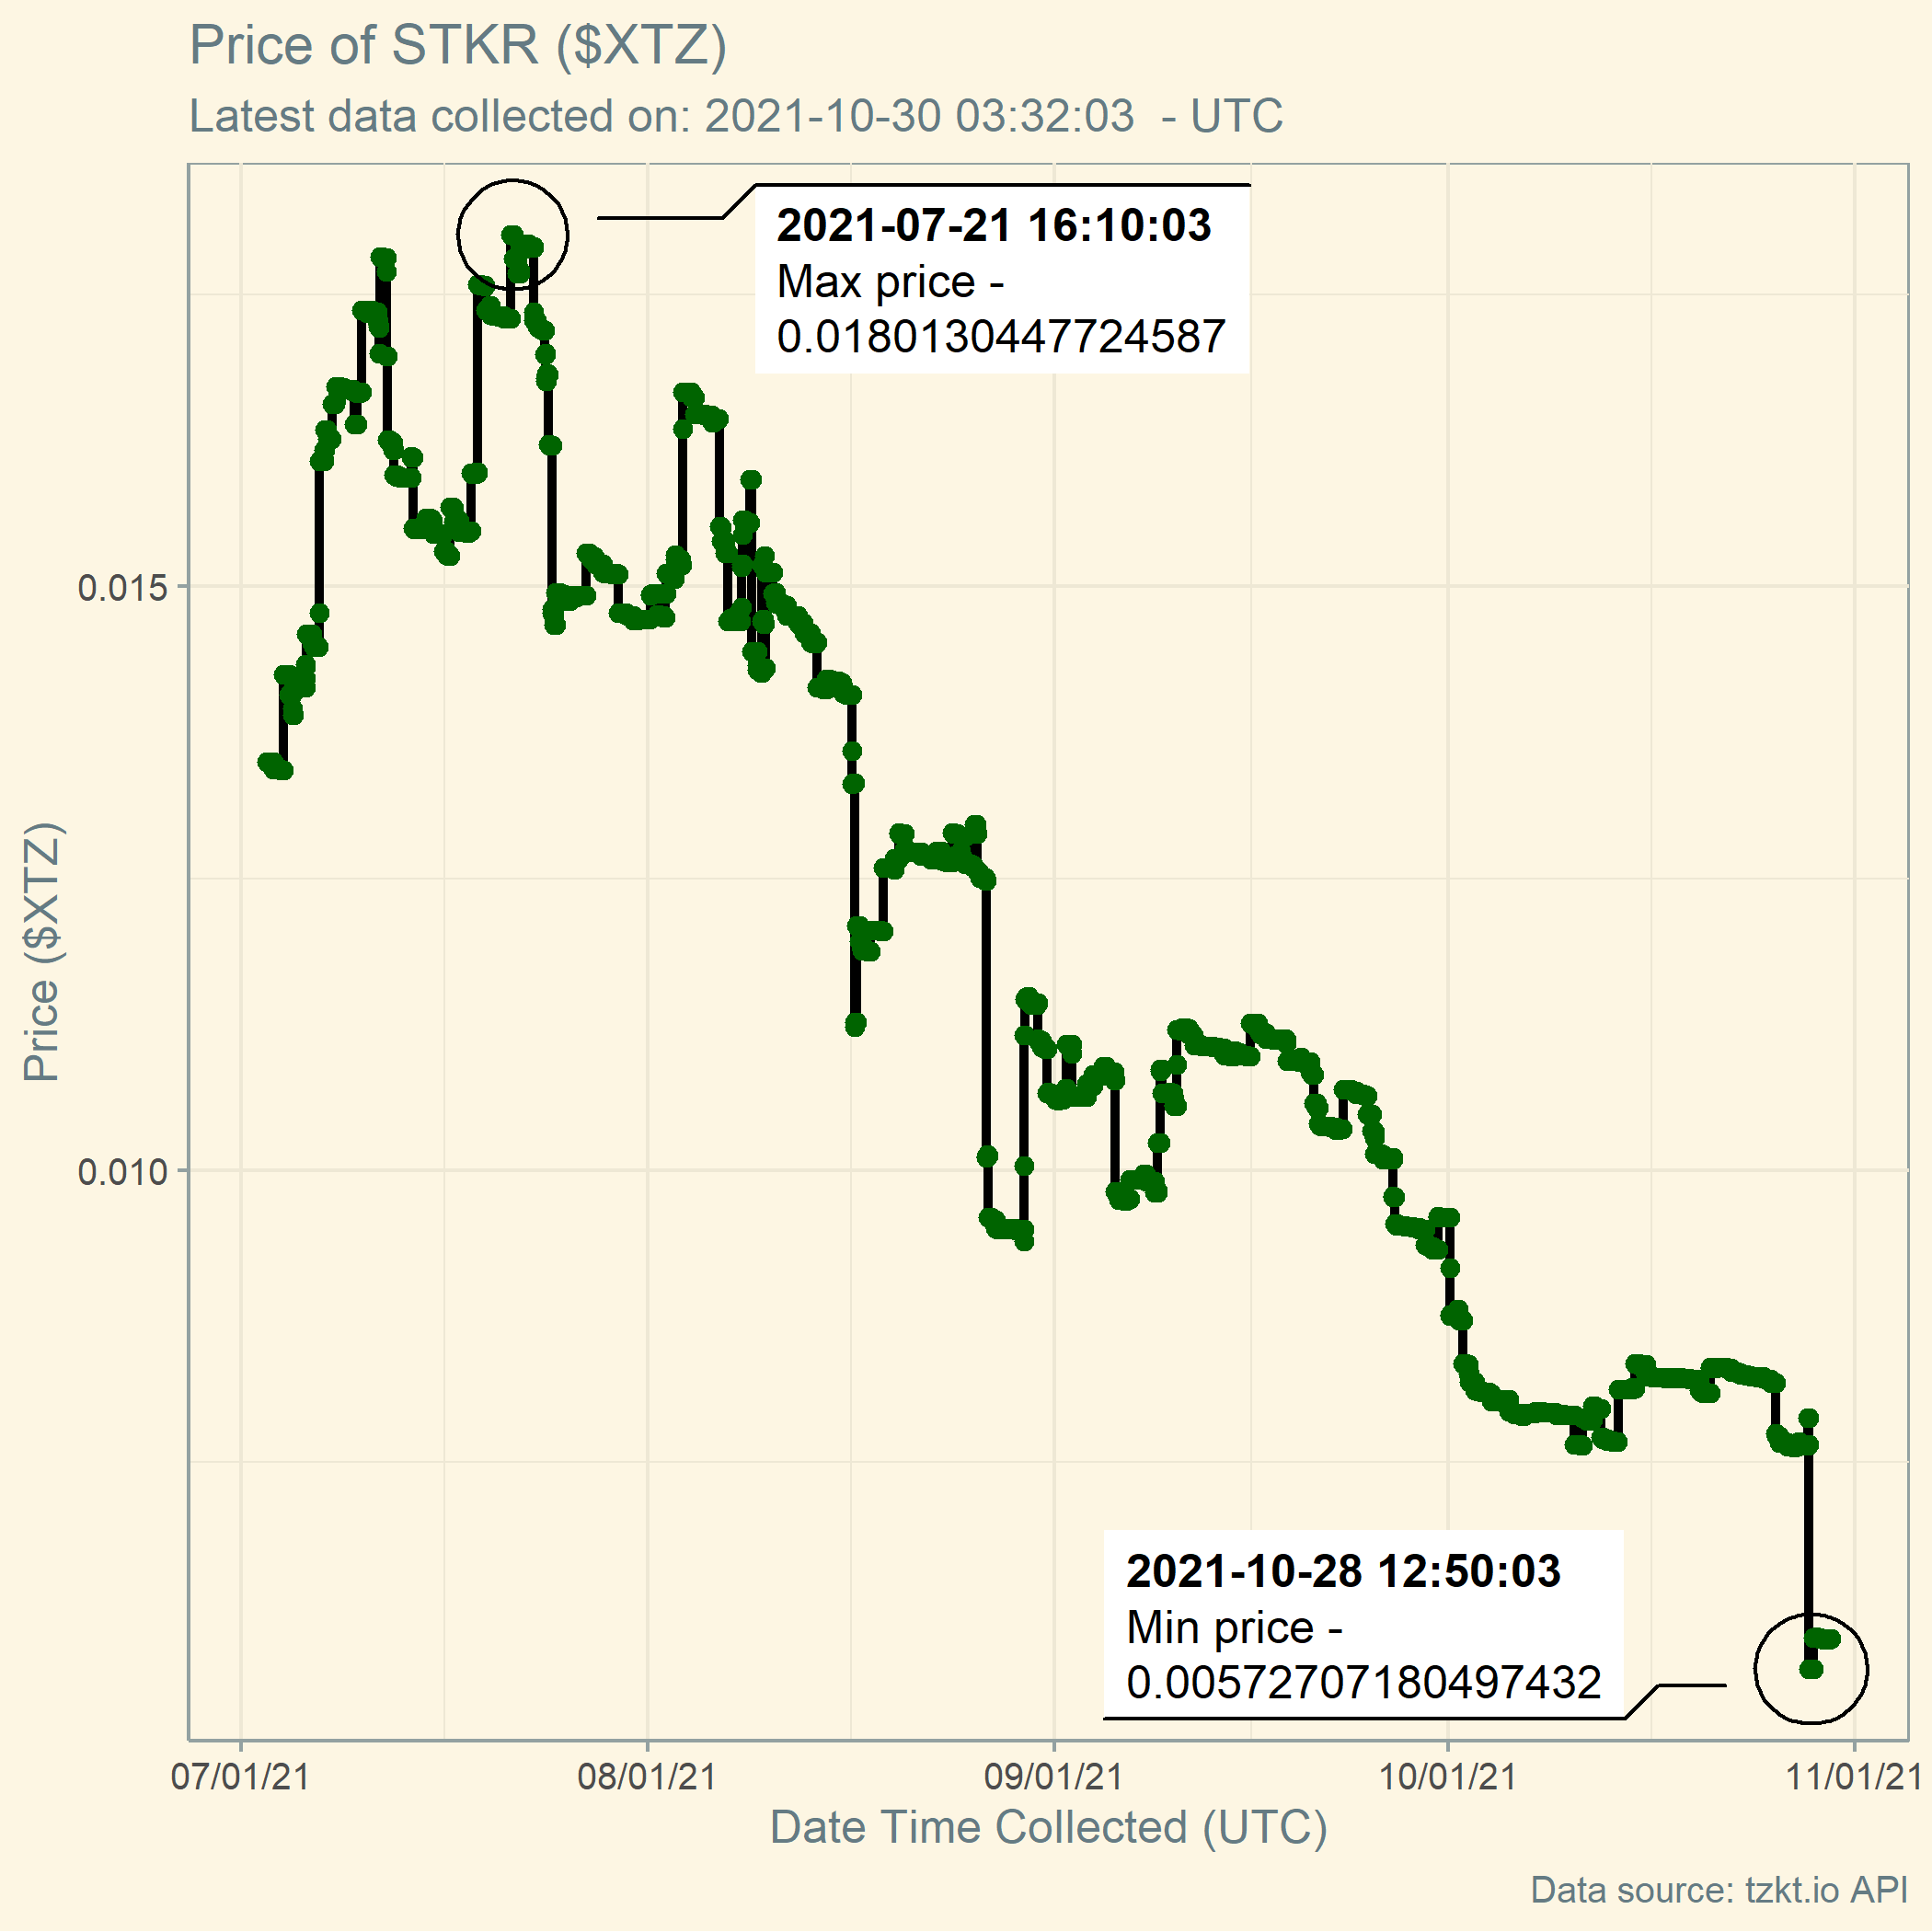 Price of STKR ($XTZ)
Latest data collected on: 2021-10-30 03:32:03  - UTC
2021-07-21 16:10:03
Max price -
0.0180130447724587
0.015
Price ($XTZ)
0.010
2021-10-28 12:50:03
Min price -
0.00572707180497432
07/01/21
08/01/21
09/01/21
10/01/21
11/01/21
Date Time Collected (UTC)
Data source: tzkt.io API